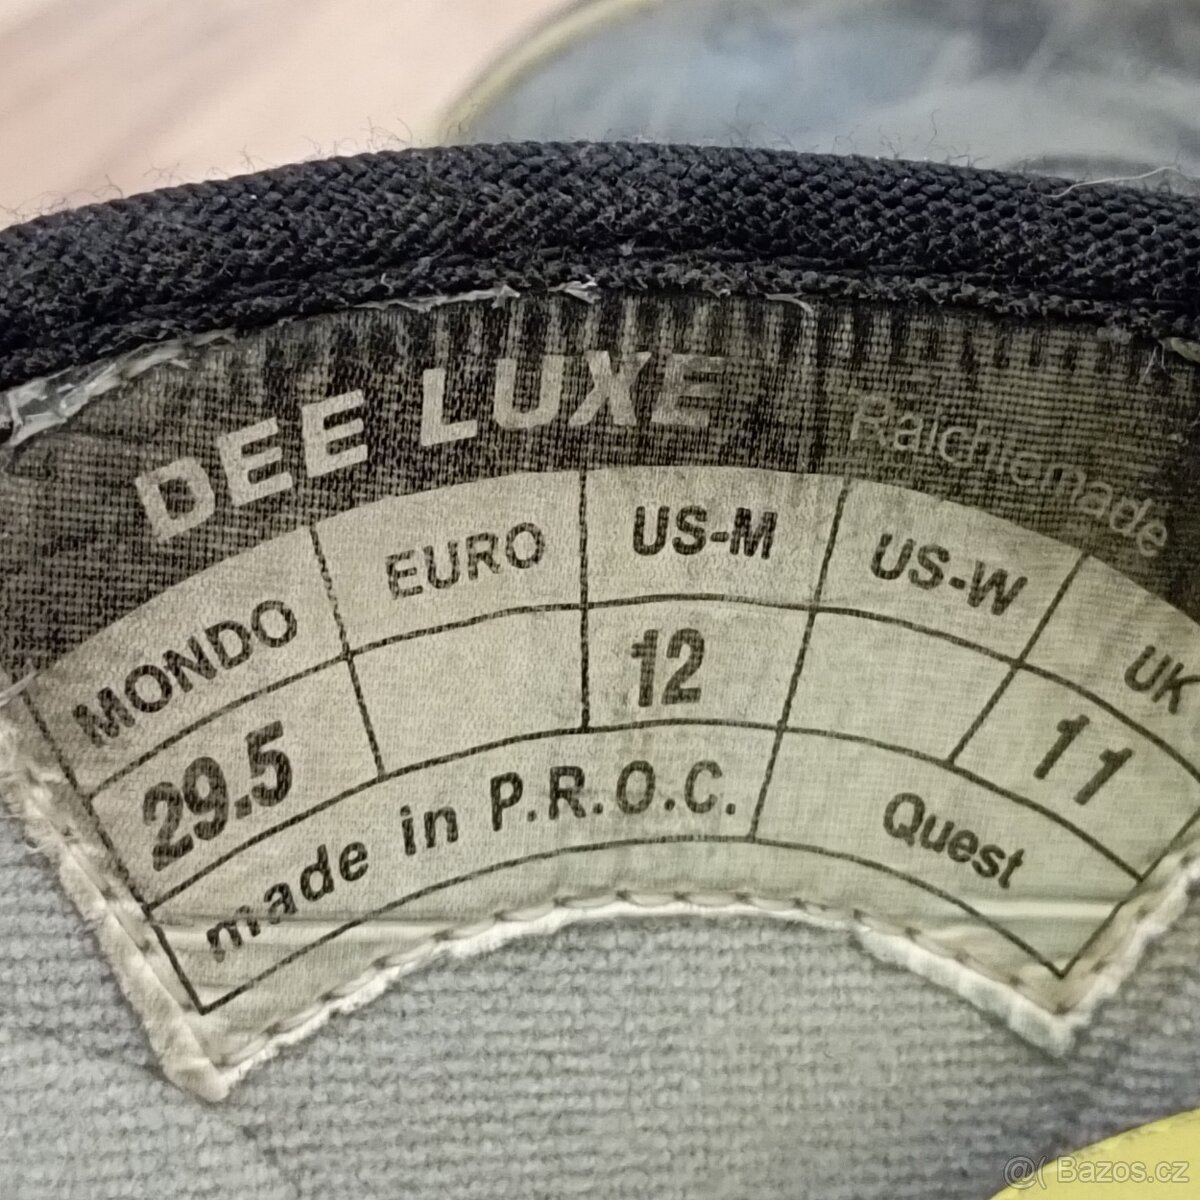 DEE LUXE Raichlemade
MONDO EURO US-M US-W UK
29.5 12 11
made in P.R.O.C. Quest
@( Bazos.cz